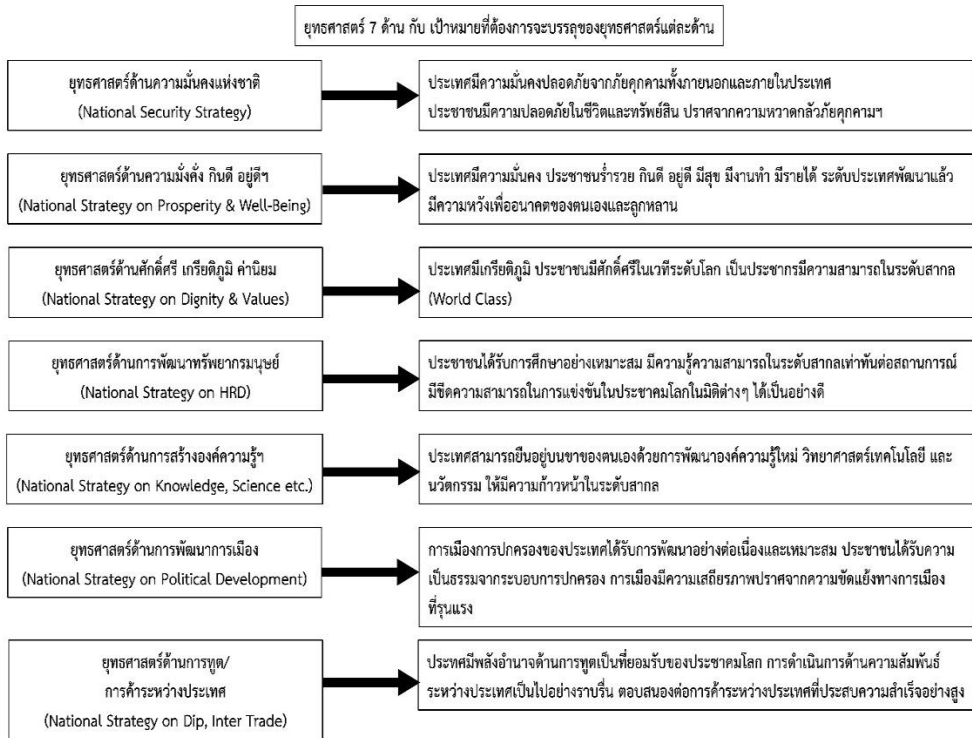 ยุทธศาสตร์ 7 ด้าน กับ เป้าหมายที่ต้องการจะบรรลุของยุทธศาสตร์แต่ละด้าน
ยุทธศาสตร์ด้านความมั่นคงแห่งชาติ
(National Security Strategy)
ประเทศมีความมั่นคงปลอดภัยจากภัยคุกคามทั้งภายนอกและภายในประเทศ
ประชาชนมีความปลอดภัยในชีวิตและทรัพย์สิน ปราศจากความหวาดกลัวภัยคุกคามฯ
ยุทธศาสตร์ด้านความมั่งคั่ง กินดี อยู่ดีฯ
(National Strategy on Prosperity & Well-Being)
ประเทศมีความมั่นคง ประชาชนร่ำรวย กินดี อยู่ดี มีสุข มีงานทำ มีรายได้ ระดับประเทศพัฒนาแล้ว
มีความหวังเพื่ออนาคตของตนเองและลูกหลาน
ยุทธศาสตร์ด้านศักดิ์ศรี เกรียติภูมิ ค่านิยม
(National Strategy on Dignity & Values)
ประเทศมีเกรียติภูมิ ประชาชนมีศักดิ์ศรีในเวทีระดับโลก เป็นประชากรมีความสามารถในระดับสากล
(World Class)
ยุทธศาสตร์ด้านการพัฒนาทรัพยากรมนุษย์
(National Strategy on HRD)
ประชาชนได้รับการศึกษาอย่างเหมาะสม มีความรู้ความสามารถในระดับสากลเท่าทันต่อสถานการณ์
มีขีดความสามารถในการแข่งขันในประชาคมโลกในมิติต่างๆ ได้เป็นอย่างดี
ยุทธศาสตร์ด้านการสร้างองค์ความรู้ฯ
(National Strategy on Knowledge, Science etc.)
ประเทศสามารถยืนอยู่บนขาของตนเองด้วยการพัฒนาองค์ความรู้ใหม่ วิทยาศาสตร์เทคโนโลยี และ
นวัตกรรม ให้มีความก้าวหน้าในระดับสากล
ยุทธศาสตร์ด้านการพัฒนาการเมือง
(National Strategy on Political Development)
การเมืองการปกครองของประเทศได้รับการพัฒนาอย่างต่อเนื่องและเหมาะสม ประชาชนได้รับความ
เป็นธรรมจากระบอบการปกครอง การเมืองมีความเสถียรภาพปราศจากความขัดแย้งทางการเมือง
ที่รุนแรง
ยุทธศาสตร์ด้านการทูต/
การค้าระหว่างประเทศ
(National Strategy on Dip, Inter Trade)
ประทศมีพลังอำนาจด้านการทูตเป็นที่ยอมรับของประชาคมโลก การดำเนินการด้านความสัมพันธ์
ระหว่างประเทศเป็นไปอย่างราบรื่น ตอบสนองต่อการค้าระหว่างประเทศที่ประสบความสำเร็จอย่างสูง